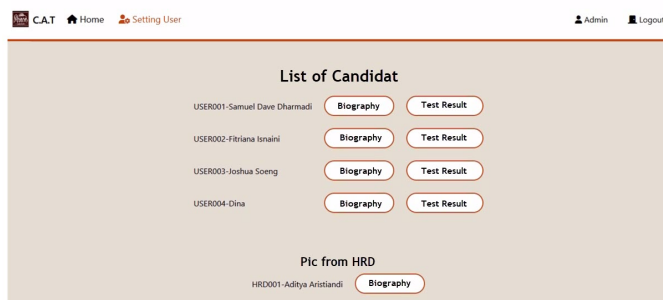 C.A.T Home Setting User Admin Logout
List of Candidat
USER001-Samuel Dave Dharmadi Biography Test Result
USER002-Fitriana Isnaini Biography Test Result
USER003-Joshua Soeng Biography Test Result
USER004-Dina Biography Test Result
Pic from HRD
HRD001-Aditya Aristiandi Biography